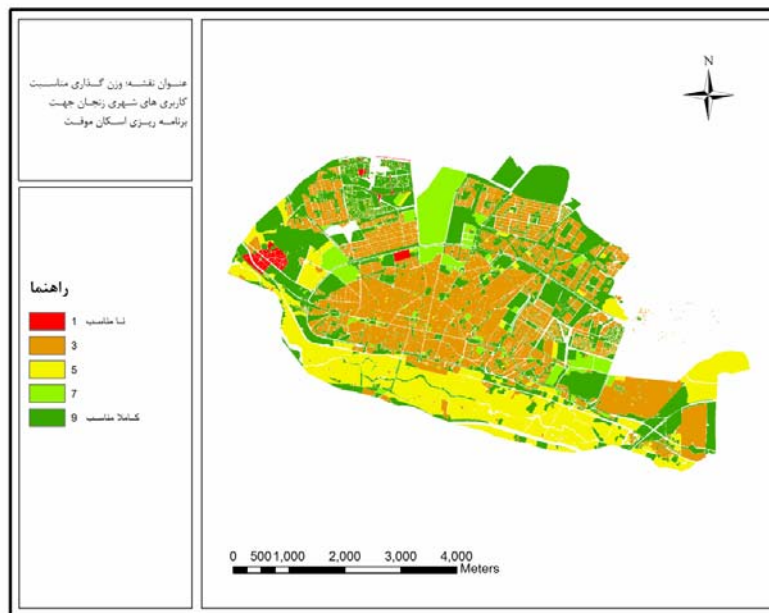 عنوان نقشه: وزن گذاری مناسبت
کاربری های شهری زنجان جهت
برنامه ریزی اسکان موقت
N
راهنما
1 نا مناسب
3
5
7
9 کاملا مناسب
0 500 1,000 2,000 3,000 4,000
Meters